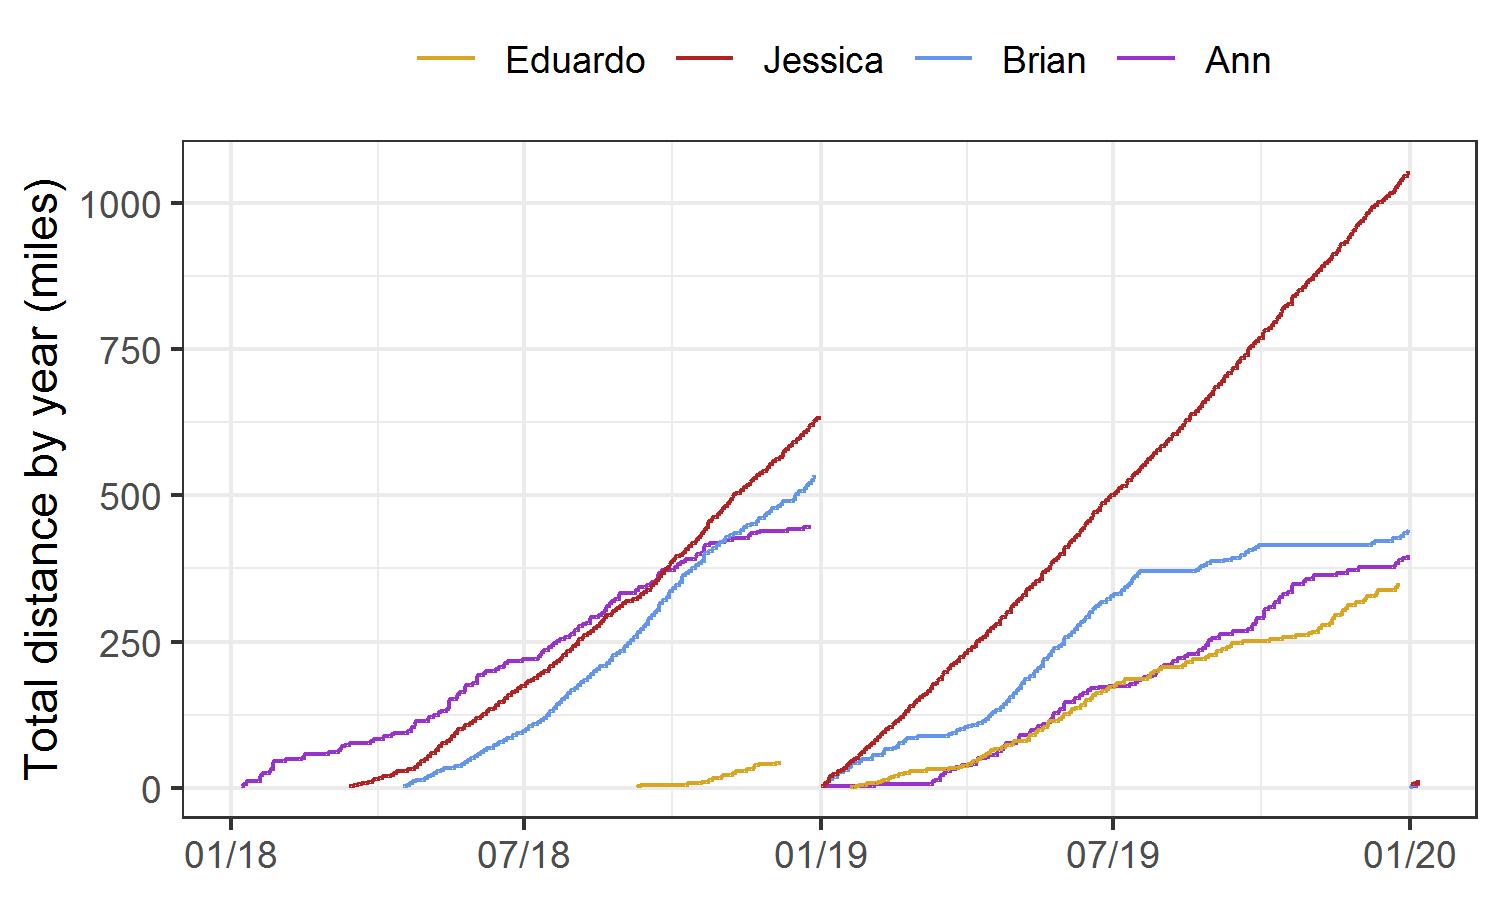 Eduardo Jessica Brian Ann
Total distance by year (miles)
1000
750
500
250
0
01/18 07/18 01/19 07/19 01/20